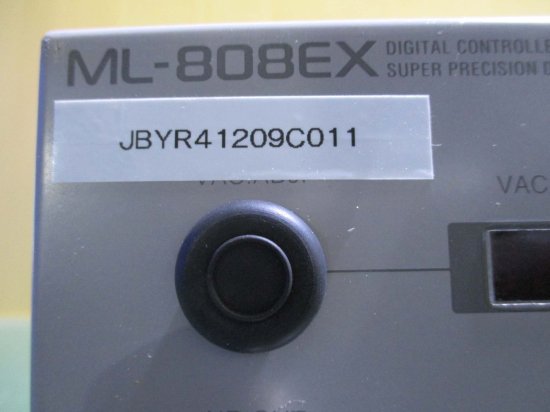 ML-808EX
DIGITAL CONTROLLE
SUPER PRECISION D
JBYR41209C011
VAC